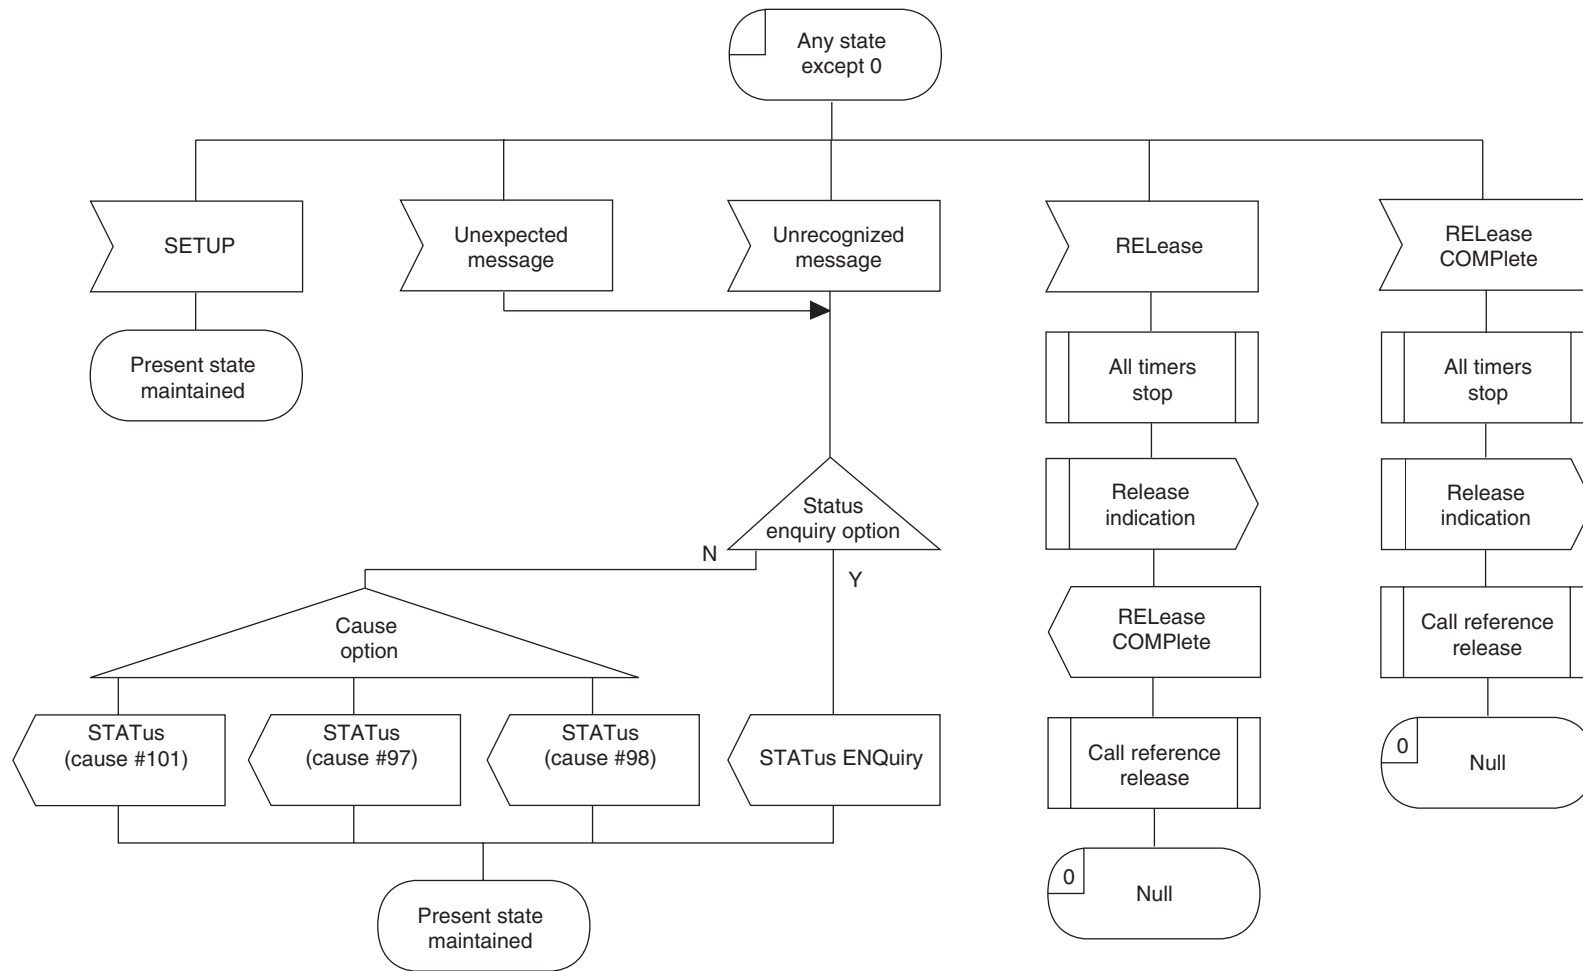 Any state
except 0
SETUP
Unexpected
message
Unrecognized
message
RELease
RELease
COMPlete
Present state
maintained
All timers
stop
All timers
stop
Release
indication
Release
indication
Status
enquiry option
N
Y
Cause
option
RELease
COMPlete
Call reference
release
STATus
(cause #101)
STATus
(cause #97)
STATus
(cause #98)
STATus ENQuiry
Call reference
release
0
Null
0
Null
Present state
maintained